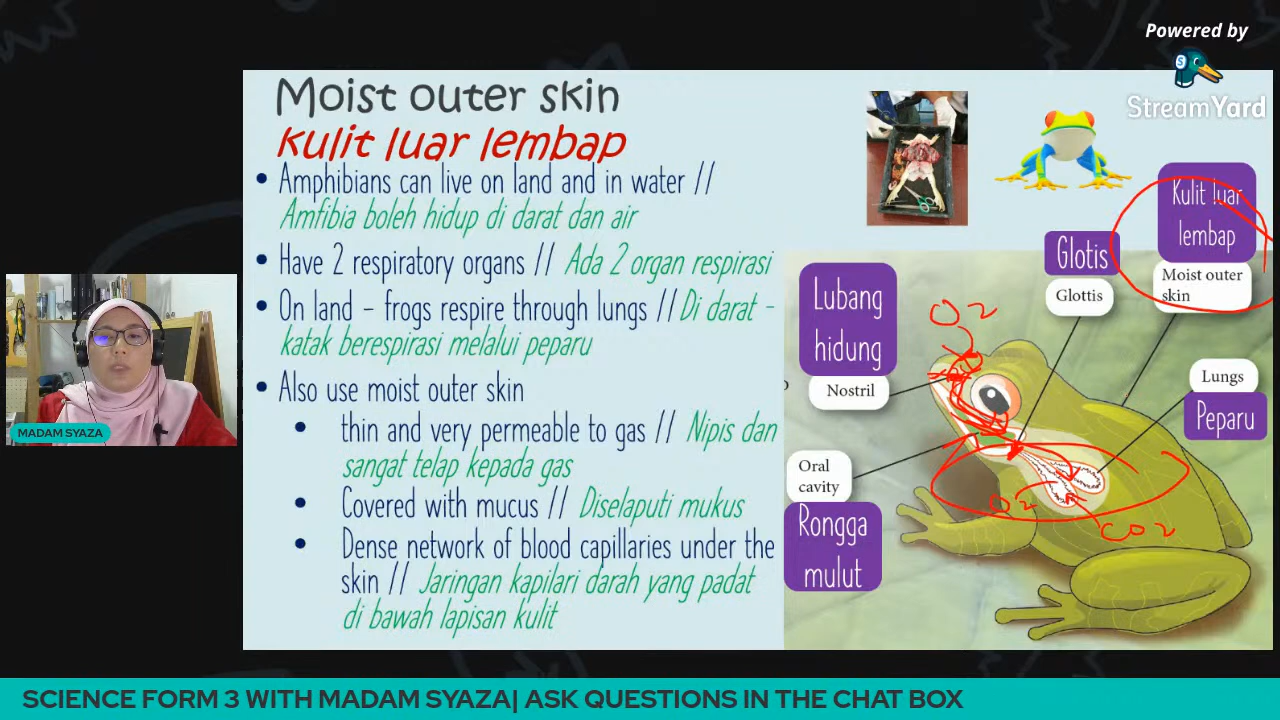 Powered by
StreamYard
Moist outer skin
kulit luar lembap
• Amphibians can live on land and in water //
Amfibia boleh hidup di darat dan air
• Have 2 respiratory organs // Ada 2 organ respirasi
• On land – frogs respire through lungs // Di darat –
katak berespirasi melalui peparu
• Also use moist outer skin
• thin and very permeable to gas // Nipis dan
sangat telap kepada gas
• Covered with mucus // Diselaputi mukus
• Dense network of blood capillaries under the
skin // Jaringan kapilari darah yang padat
di bawah lapisan kulit
Kulit luar
lembap
Moist outer
skin
Glotis
Glottis
Lubang
hidung
Nostril
O2
Lungs
Peparu
Oral
cavity
Rongga
mulut
O2
CO2
MADAM SYAZA
SCIENCE FORM 3 WITH MADAM SYAZA| ASK QUESTIONS IN THE CHAT BOX